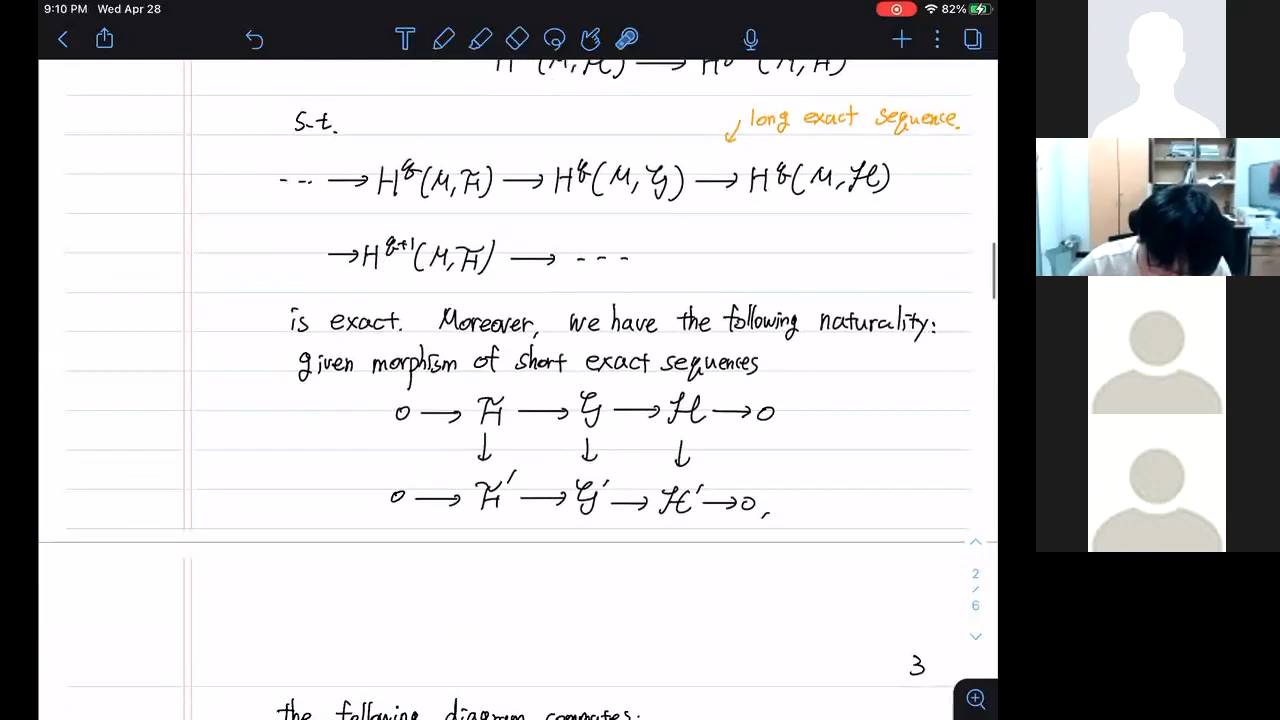 9:10 PM Wed Apr 28
82%
s.t.
long exact sequence.
--- → H^q(M, F) → H^q(M, G) → H^q(M, H)
→ H^{q+1}(M, F) → ---
is exact. Moreover, we have the following naturality:
given morphism of short exact sequences
0 → F → G → H → 0
↓ ↓ ↓
0 → F' → G' → H' → 0,
2
/
6
3
the following diagram commutes: